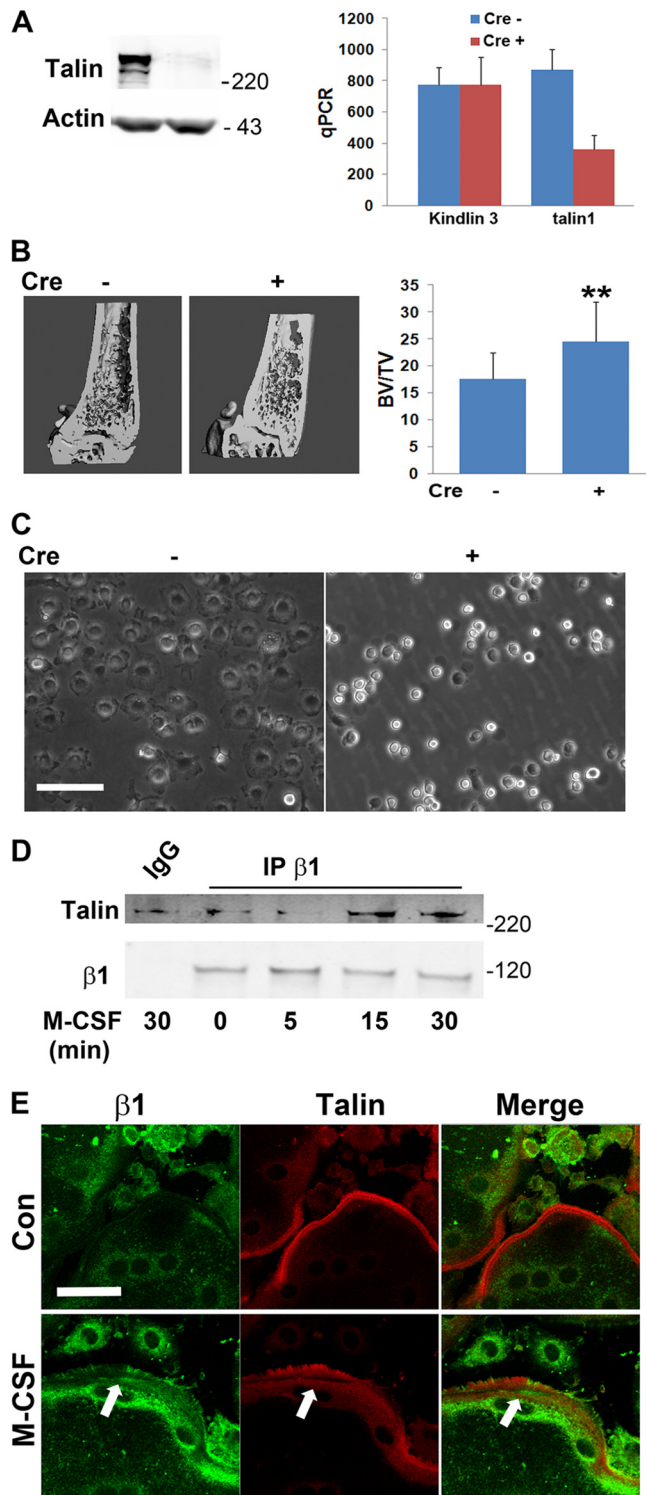 A
Talin
-220
Actin
- 43
Cre -
Cre +
qPCR
1200
1000
800
600
400
200
0
Kindlin 3
talin1
B
Cre - +
BV/TV
35
30
25
20
15
10
5
0
**
Cre - +
C
Cre - +
D
IgG
IP β1
Talin
-220
β1
-120
M-CSF 30 0 5 15 30
(min)
E
β1 Talin Merge
Con
M-CSF